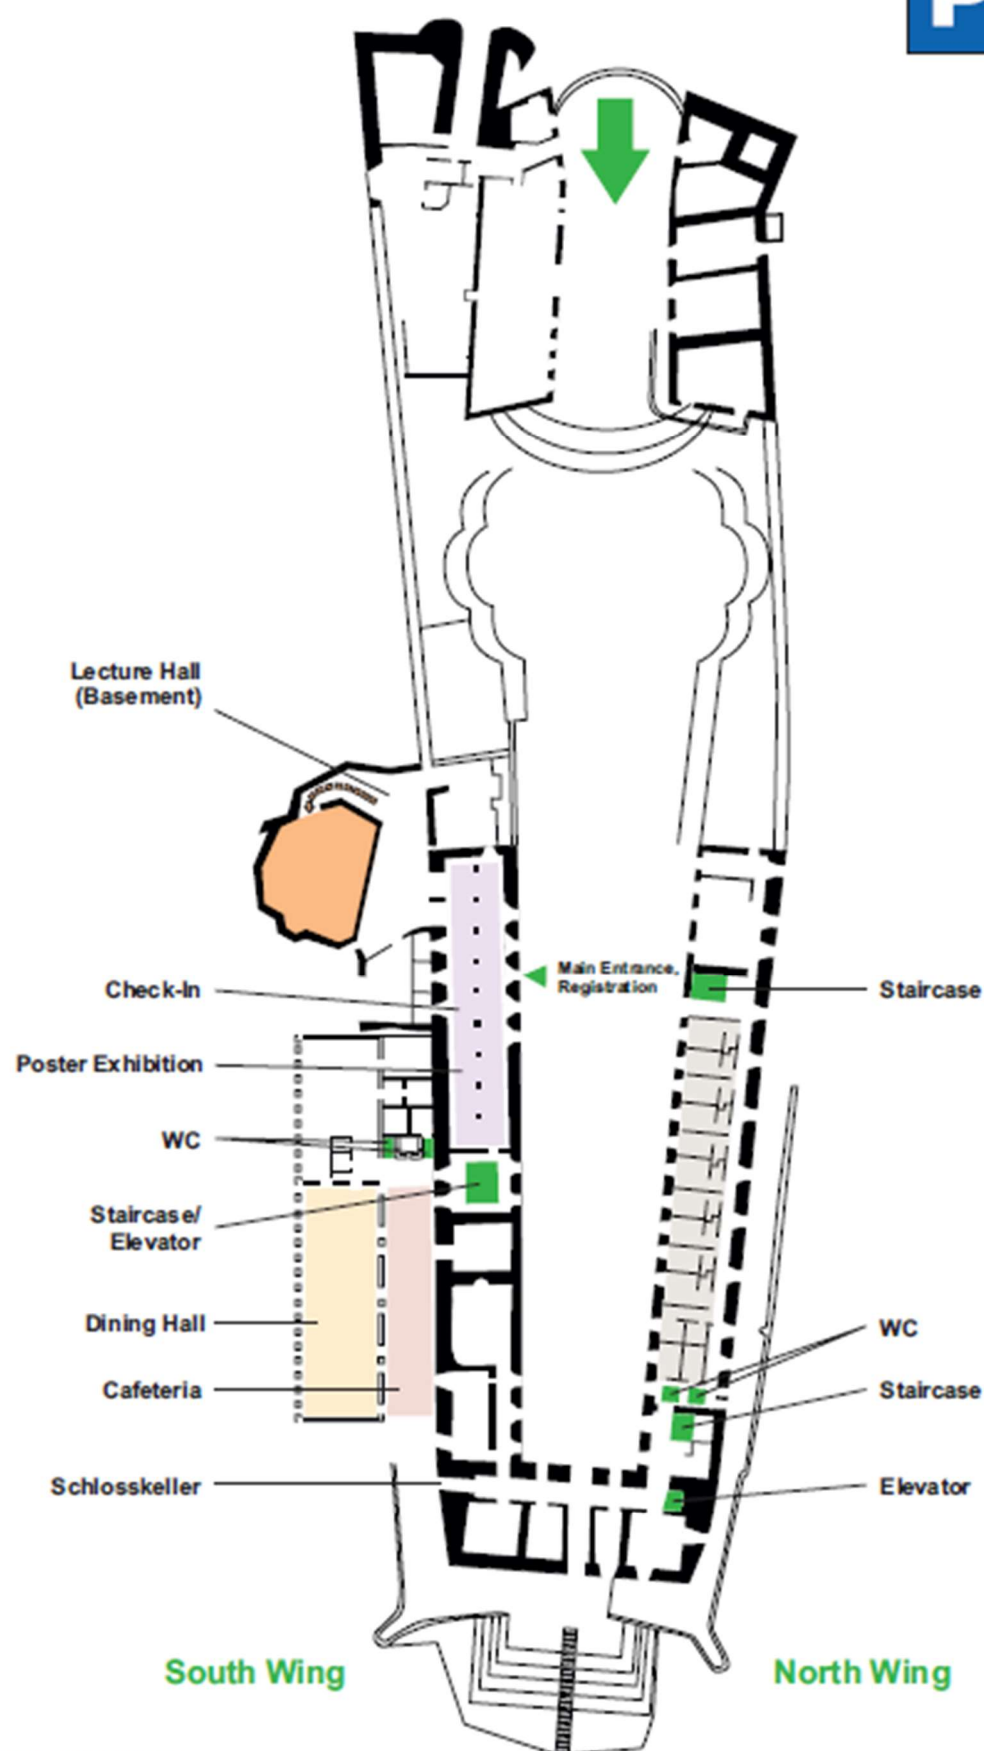 P
Lecture Hall
(Basement)
Check-In
Main Entrance,
Registration
Staircase
Poster Exhibition
WC
Staircase/
Elevator
Dining Hall
WC
Cafeteria
Staircase
Schlosskeller
Elevator
South Wing
North Wing